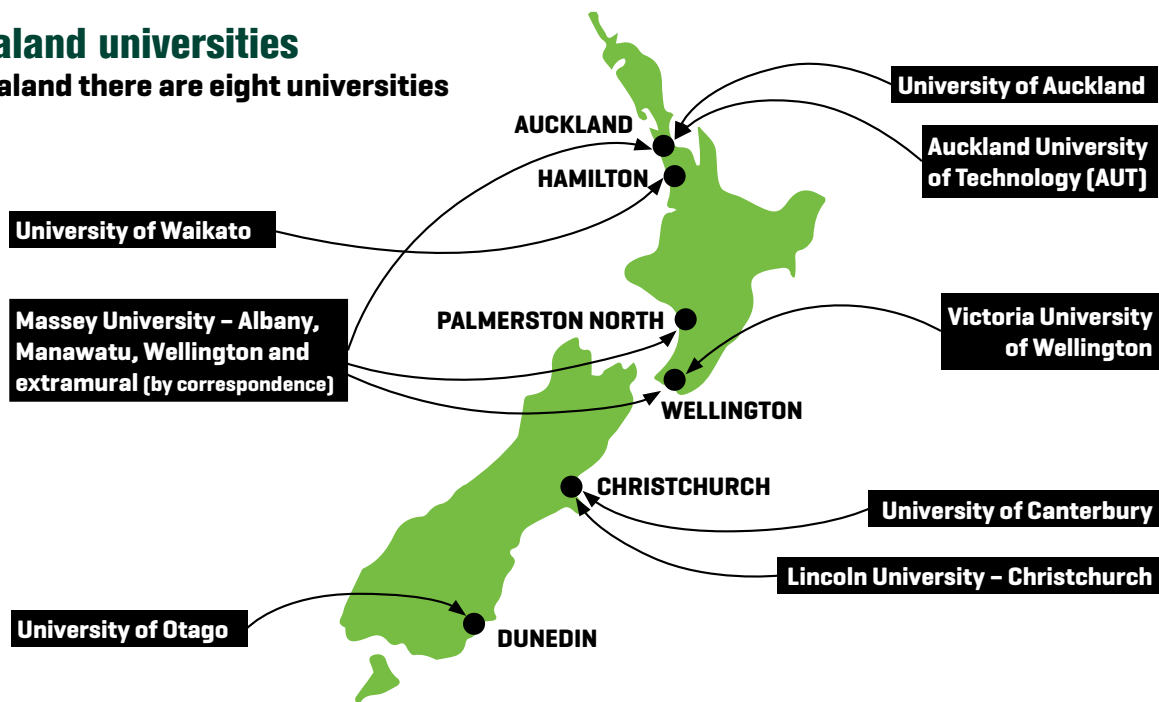 aland universities
aland there are eight universities
University of Auckland
AUCKLAND
Auckland University
of Technology (AUT)
HAMILTON
University of Waikato
Massey University – Albany,
Manawatu, Wellington and
extramural (by correspondence)
PALMERSTON NORTH
Victoria University
of Wellington
WELLINGTON
CHRISTCHURCH
University of Canterbury
Lincoln University – Christchurch
University of Otago
DUNEDIN